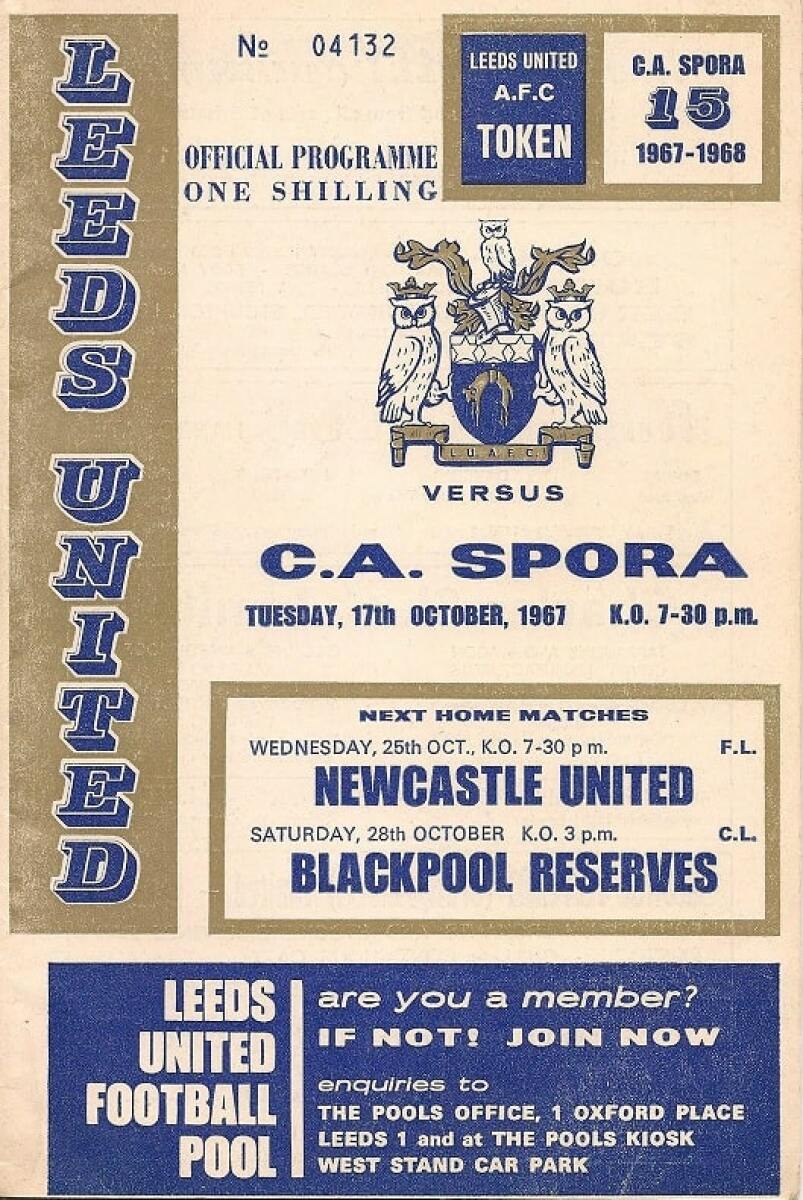 LEEDS UNITED
Nº 04132
OFFICIAL PROGRAMME
ONE SHILLING
LEEDS UNITED
A.F.C
TOKEN
C.A. SPORA
15
1967-1968
L. U. A. F. C.
VERSUS
C.A. SPORA
TUESDAY, 17th OCTOBER, 1967 K.O. 7-30 p.m.
NEXT HOME MATCHES
WEDNESDAY, 25th OCT., K.O. 7-30 p m. F.L.
NEWCASTLE UNITED
SATURDAY, 28th OCTOBER K.O. 3 p.m. C.L.
BLACKPOOL RESERVES
LEEDS
UNITED
FOOTBALL
POOL
are you a member?
IF NOT! JOIN NOW
enquiries to
THE POOLS OFFICE, 1 OXFORD PLACE
LEEDS 1 and at THE POOLS KIOSK
WEST STAND CAR PARK